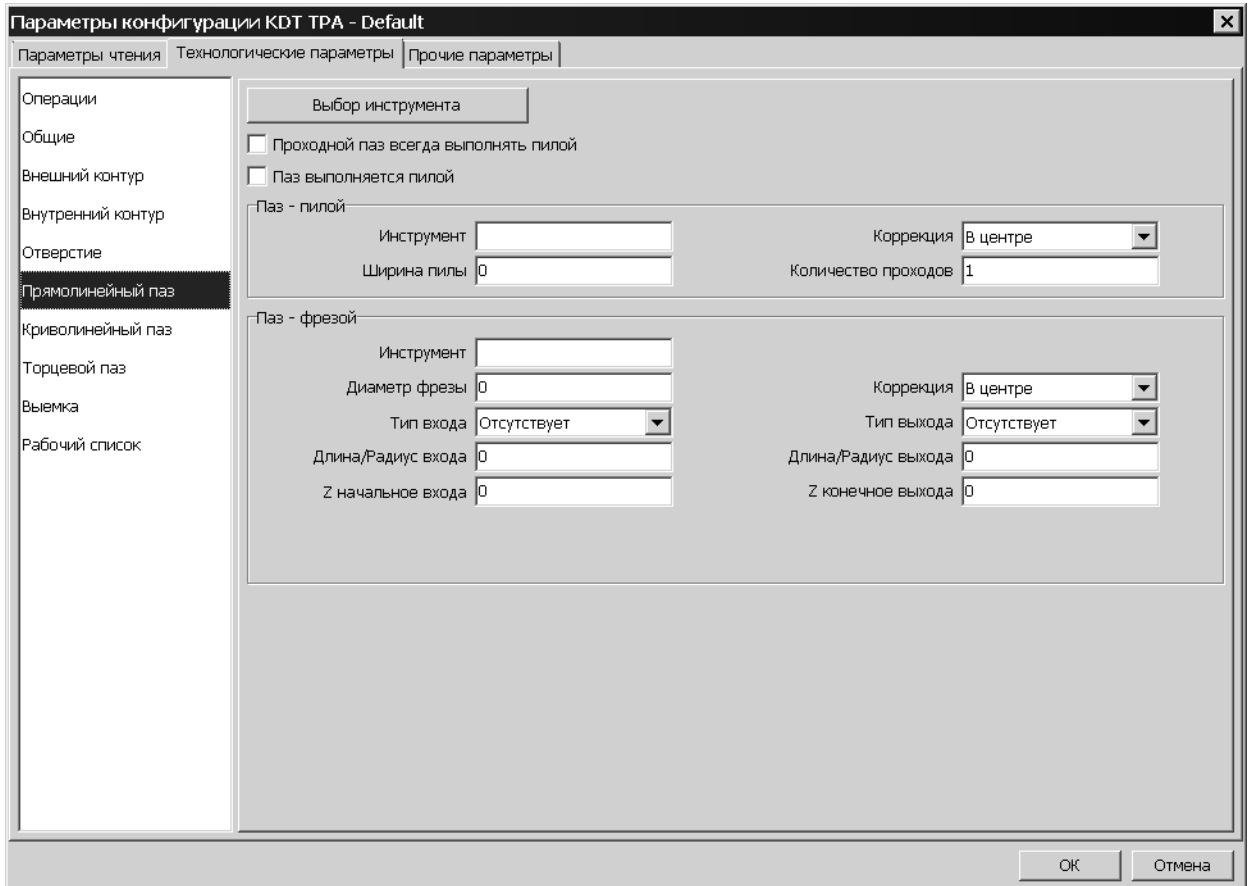 Параметры конфигурации KDT TPA - Default
Параметры чтения Технологические параметры Прочие параметры
Операции
Общие
Внешний контур
Внутренний контур
Отверстие
Прямолинейный паз
Криволинейный паз
Торцевой паз
Выемка
Рабочий список
Выбор инструмента
Проходной паз всегда выполнять пилой
Паз выполняется пилой
Паз - пилой
Инструмент Коррекция В центре
Ширина пилы 0 Количество проходов 1
Паз - фрезой
Инструмент
Диаметр фрезы 0 Коррекция В центре
Тип входа Отсутствует Тип выхода Отсутствует
Длина/Радиус входа 0 Длина/Радиус выхода 0
Z начальное входа 0 Z конечное выхода 0
ОК Отмена